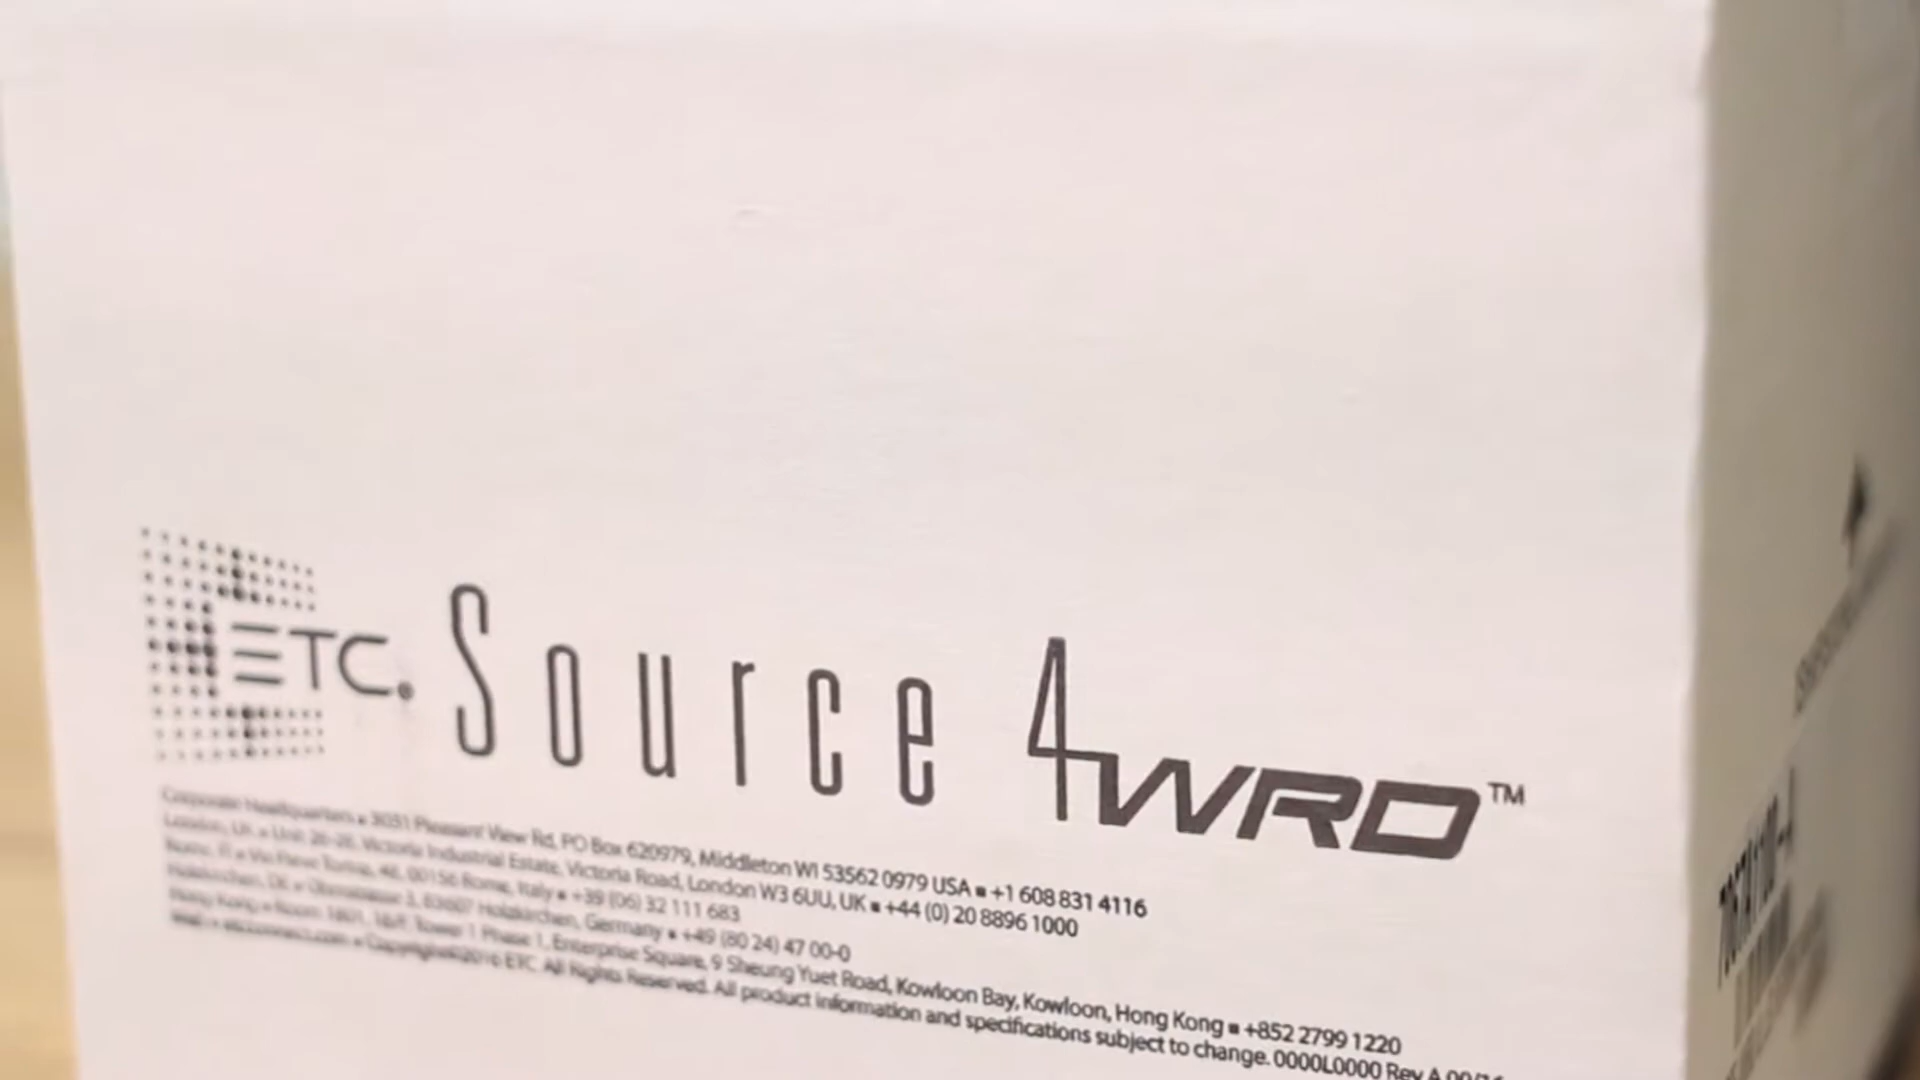 ETC® Source 4WRD™
Corporate Headquarters ■ 3031 Pleasant View Rd, PO Box 620979, Middleton WI 53562 0979 USA ■ +1 608 831 4116
London, UK ■ Unit 26-28, Victoria Industrial Estate, Victoria Road, London W3 6UU, UK ■ +44 (0) 20 8896 1000
Rome, IT ■ Via Pieve Torina, 48, 00156 Rome, Italy ■ +39 (06) 32 111 683
Holzkirchen, DE ■ Ohmstrasse 3, 83607 Holzkirchen, Germany ■ +49 (80 24) 47 00-0
Hong Kong ■ Room 1801, 18/F, Tower 1 Phase 1, Enterprise Square, 9 Sheung Yuet Road, Kowloon Bay, Kowloon, Hong Kong ■ +852 2799 1220
Web ■ etcconnect.com ■ Copyright©2016 ETC. All Rights Reserved. All product information and specifications subject to change. 0000L0000 Rev A